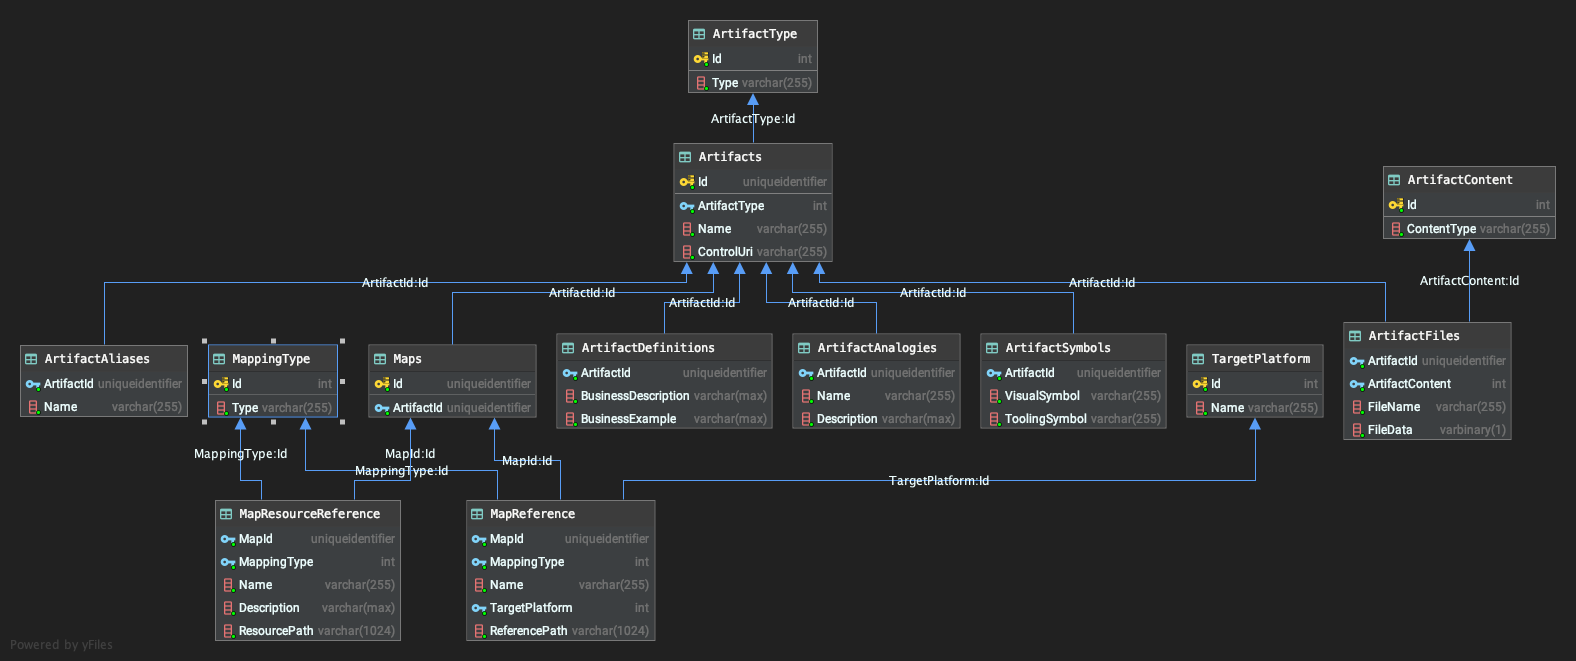 ArtifactType
Id int
Type varchar(255)
ArtifactType:Id
Artifacts
Id uniqueidentifier
ArtifactType int
Name varchar(255)
ControlUri varchar(255)
ArtifactContent
Id int
ContentType varchar(255)
ArtifactId:Id
ArtifactId:Id
ArtifactId:Id
ArtifactId:Id
ArtifactId:Id
ArtifactId:Id
ArtifactContent:Id
ArtifactAliases
ArtifactId uniqueidentifier
Name varchar(255)
MappingType
Id int
Type varchar(255)
Maps
Id uniqueidentifier
ArtifactId uniqueidentifier
ArtifactDefinitions
ArtifactId uniqueidentifier
BusinessDescription varchar(max)
BusinessExample varchar(max)
ArtifactAnalogies
ArtifactId uniqueidentifier
Name varchar(255)
Description varchar(max)
ArtifactSymbols
ArtifactId uniqueidentifier
VisualSymbol varchar(255)
ToolingSymbol varchar(255)
TargetPlatform
Id int
Name varchar(255)
ArtifactFiles
ArtifactId uniqueidentifier
ArtifactContent int
FileName varchar(255)
FileData varbinary(1)
MappingType:Id
MapId:Id
MappingType:Id
MapId:Id
TargetPlatform:Id
MapResourceReference
MapId uniqueidentifier
MappingType int
Name varchar(255)
Description varchar(max)
ResourcePath varchar(1024)
MapReference
MapId uniqueidentifier
MappingType int
Name varchar(255)
TargetPlatform int
ReferencePath varchar(1024)
Powered by yFiles